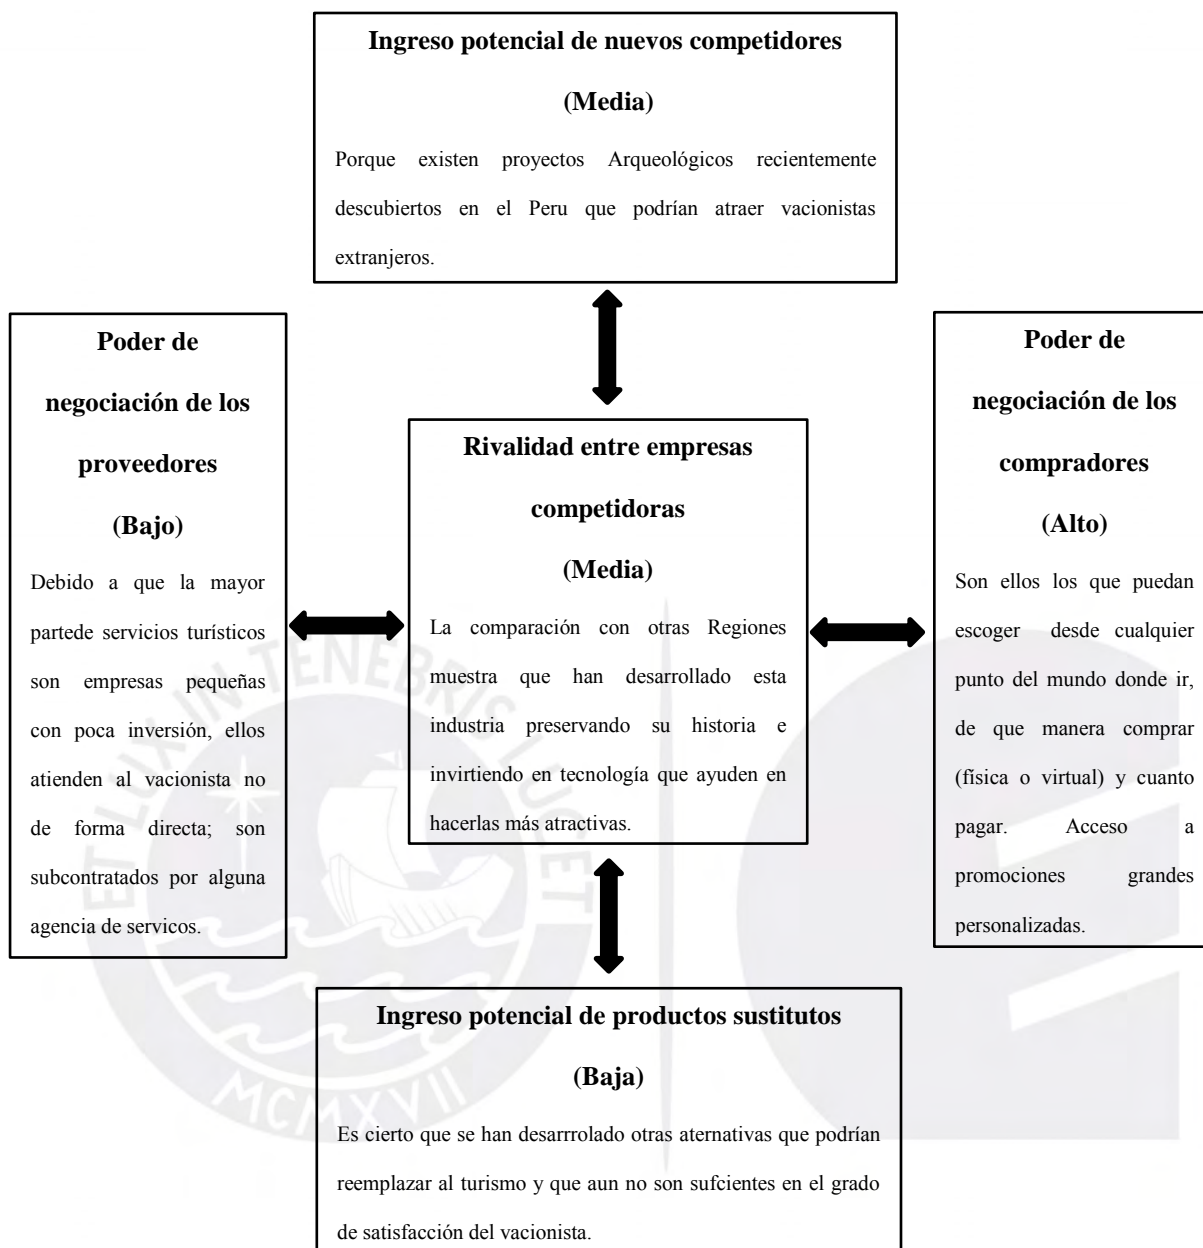 Ingreso potencial de nuevos competidores
(Media)
Porque existen proyectos Arqueológicos recientemente
descubiertos en el Peru que podrían atraer vacionistas
extranjeros.
Poder de
negociación de los
proveedores
(Bajo)
Debido a que la mayor
partede servicios turísticos
son empresas pequeñas
con poca inversión, ellos
atienden al vacionista no
de forma directa; son
subcontratados por alguna
agencia de servicos.
Rivalidad entre empresas
competidoras
(Media)
La comparación con otras Regiones
muestra que han desarrollado esta
industria preservando su historia e
invirtiendo en tecnología que ayuden en
hacerlas más atractivas.
Poder de
negociación de los
compradores
(Alto)
Son ellos los que puedan
escoger desde cualquier
punto del mundo donde ir,
de que manera comprar
(física o virtual) y cuanto
pagar. Acceso a
promociones grandes
personalizadas.
Ingreso potencial de productos sustitutos
(Baja)
Es cierto que se han desarrrolado otras aternativas que podrían
reemplazar al turismo y que aun no son sufcientes en el grado
de satisfacción del vacionista.
ET LUX IN TENEBRIS LUCET
MCMXVII